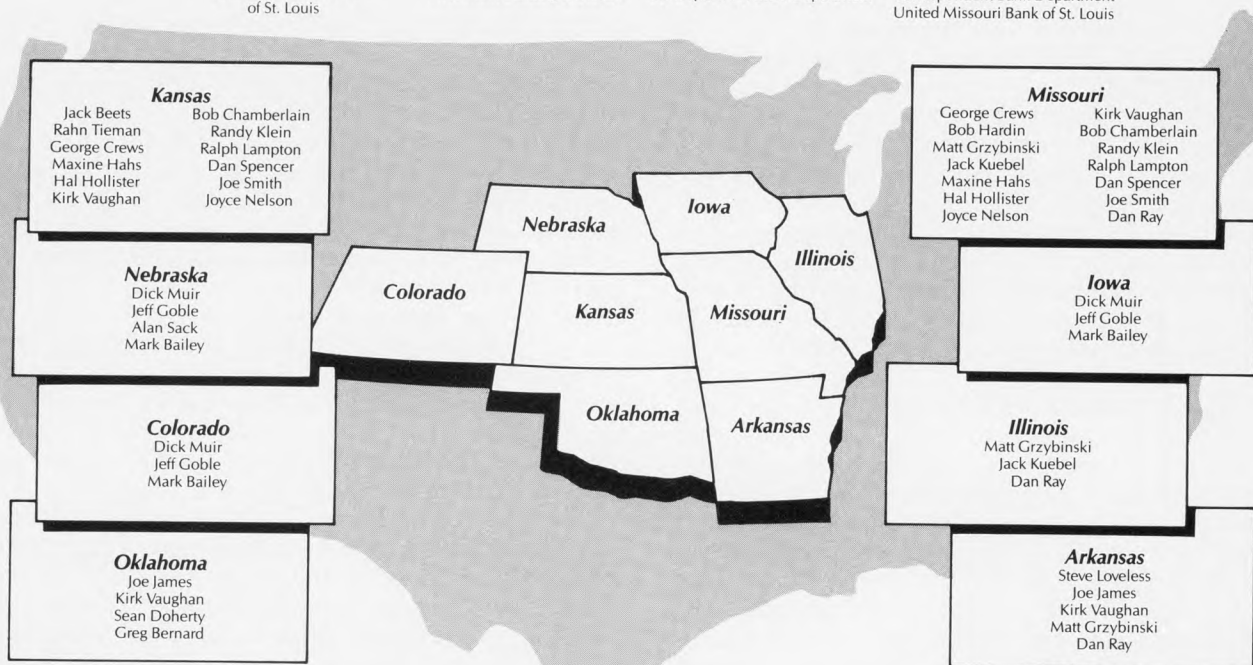 of St. Louis
United Missouri Bank of St. Louis
Kansas
Jack Beets
Rahn Tieman
George Crews
Maxine Hahs
Hal Hollister
Kirk Vaughan
Bob Chamberlain
Randy Klein
Ralph Lampton
Dan Spencer
Joe Smith
Joyce Nelson
Nebraska
Dick Muir
Jeff Goble
Alan Sack
Mark Bailey
Colorado
Dick Muir
Jeff Goble
Mark Bailey
Oklahoma
Joe James
Kirk Vaughan
Sean Doherty
Greg Bernard
Nebraska
Iowa
Illinois
Colorado
Kansas
Missouri
Oklahoma
Arkansas
Missouri
George Crews
Bob Hardin
Matt Grzybinski
Jack Kuebel
Maxine Hahs
Hal Hollister
Joyce Nelson
Kirk Vaughan
Bob Chamberlain
Randy Klein
Ralph Lampton
Dan Spencer
Joe Smith
Dan Ray
Iowa
Dick Muir
Jeff Goble
Mark Bailey
Illinois
Matt Grzybinski
Jack Kuebel
Dan Ray
Arkansas
Steve Loveless
Joe James
Kirk Vaughan
Matt Grzybinski
Dan Ray